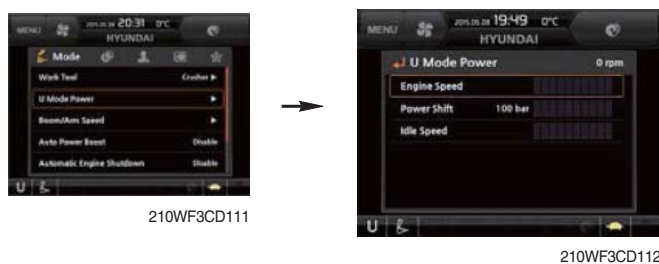 MENU 2015.05.08 20:31 0°C
HYUNDAI
Mode
Work Tool Crusher ▶
U Mode Power ▶
Boom/Arm Speed ▶
Auto Power Boost Disable
Automatic Engine Shutdown Disable
U
210WF3CD111
MENU 2015.05.08 19:49 0°C
HYUNDAI
U Mode Power 0 rpm
Engine Speed
Power Shift 100 bar
Idle Speed
U
210WF3CD112